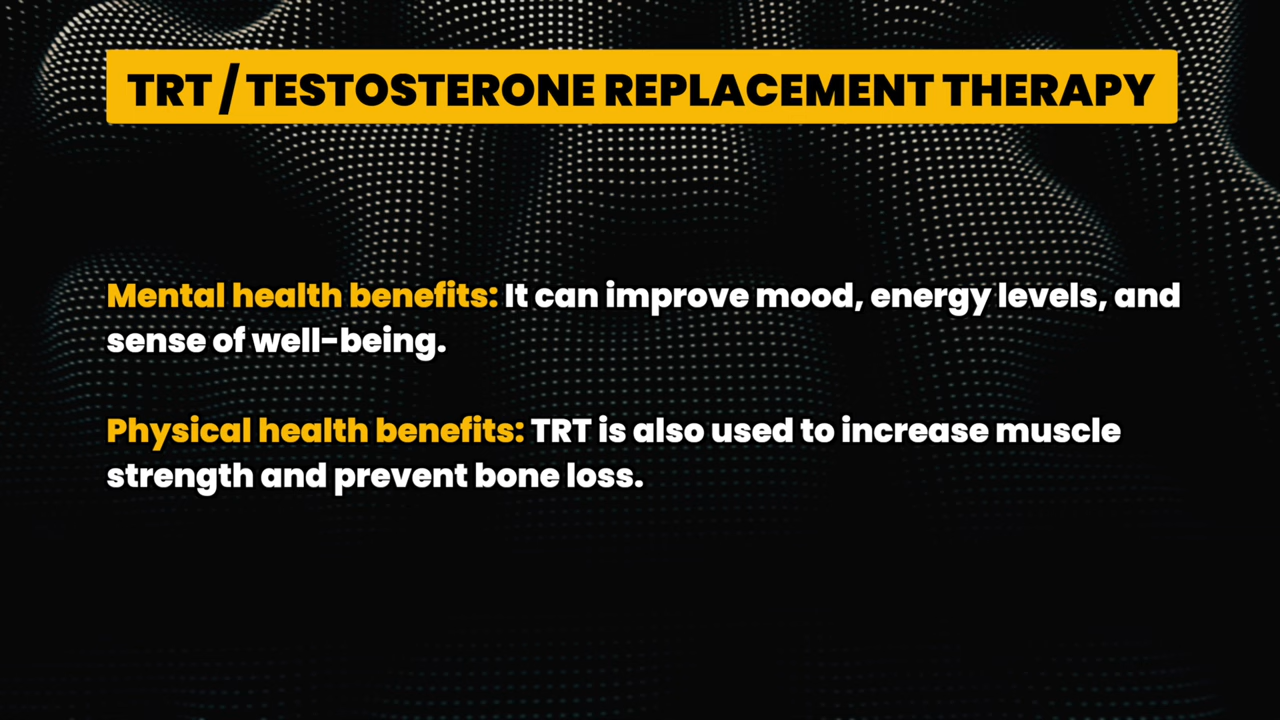 TRT / TESTOSTERONE REPLACEMENT THERAPY
Mental health benefits: It can improve mood, energy levels, and
sense of well-being.
Physical health benefits: TRT is also used to increase muscle
strength and prevent bone loss.